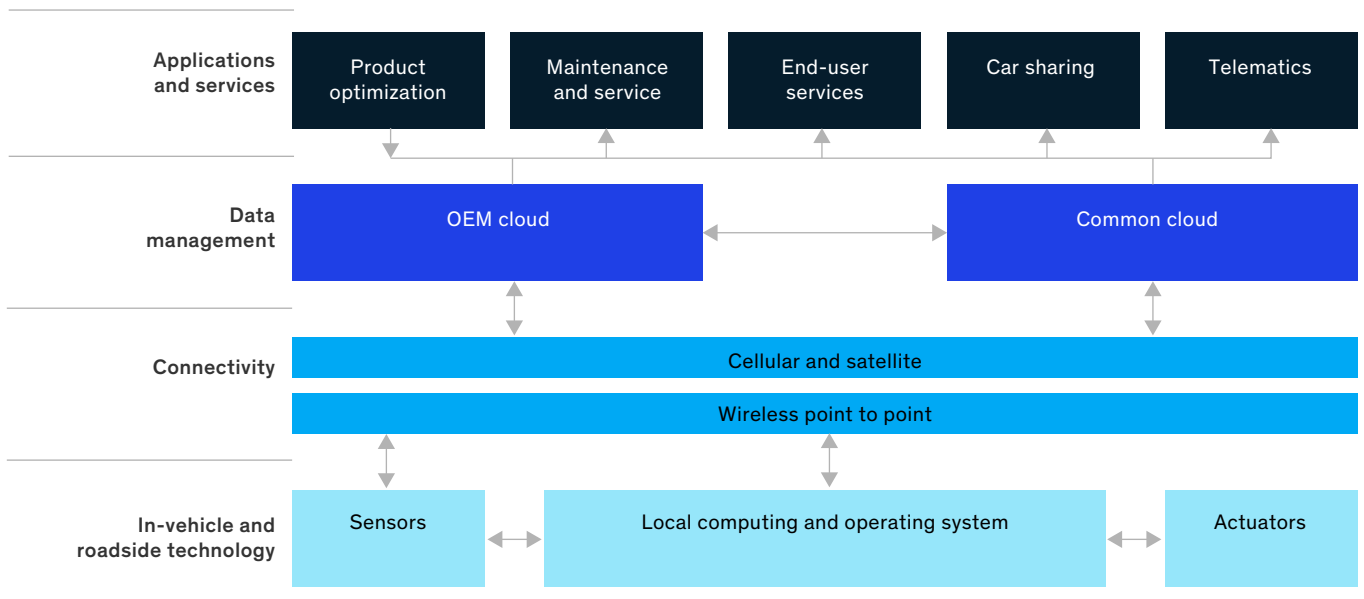 Applications
and services
Product
optimization
Maintenance
and service
End-user
services
Car sharing
Telematics
Data
management
OEM cloud
Common cloud
Connectivity
Cellular and satellite
Wireless point to point
In-vehicle and
roadside technology
Sensors
Local computing and operating system
Actuators